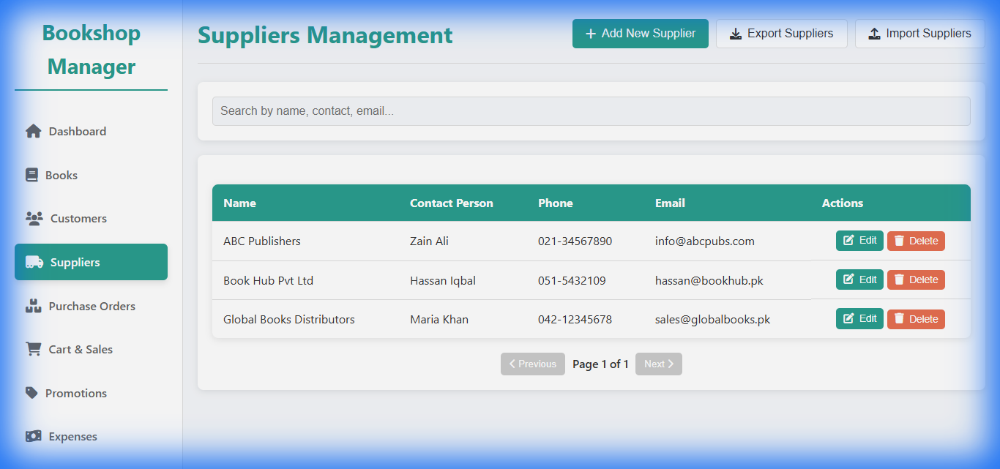 Bookshop
Manager
Dashboard
Books
Customers
Suppliers
Purchase Orders
Cart & Sales
Promotions
Expenses
Suppliers Management
Add New Supplier
Export Suppliers
Import Suppliers
Search by name, contact, email...
Name Contact Person Phone Email Actions
ABC Publishers Zain Ali 021-34567890 info@abcpubs.com Edit Delete
Book Hub Pvt Ltd Hassan Iqbal 051-5432109 hassan@bookhub.pk Edit Delete
Global Books Distributors Maria Khan 042-12345678 sales@globalbooks.pk Edit Delete
Previous Page 1 of 1 Next